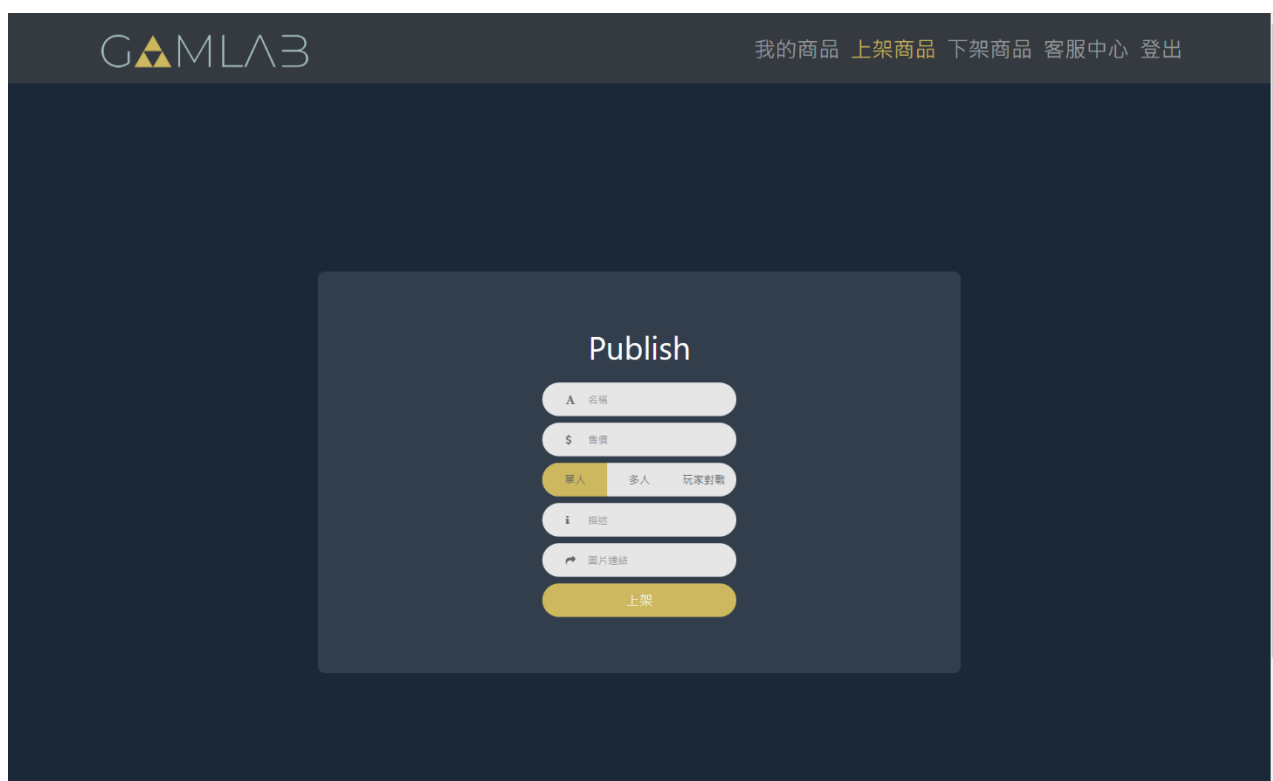 GAMLAB
我的商品 上架商品 下架商品 客服中心 登出
Publish
A 名稱
$ 售價
單人 多人 玩家對戰
i 描述
圖片連結
上架